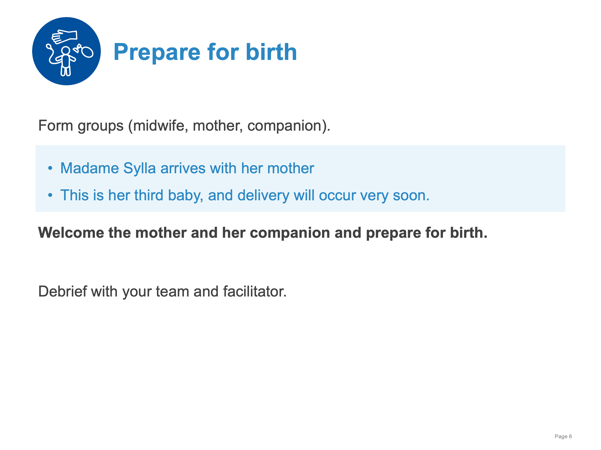 Prepare for birth
Form groups (midwife, mother, companion).
• Madame Sylla arrives with her mother
• This is her third baby, and delivery will occur very soon.
Welcome the mother and her companion and prepare for birth.
Debrief with your team and facilitator.
Page 6